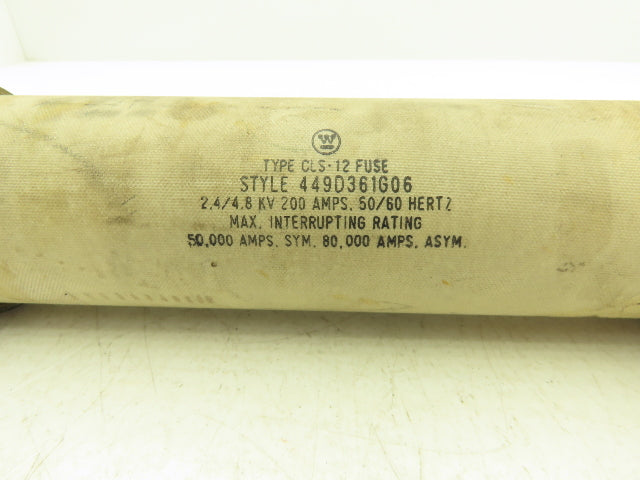 W
TYPE CLS-12 FUSE
STYLE 449D361G06
2.4/4.8 KV 200 AMPS. 50/60 HERTZ
MAX. INTERRUPTING RATING
50,000 AMPS. SYM. 80,000 AMPS. ASYM.